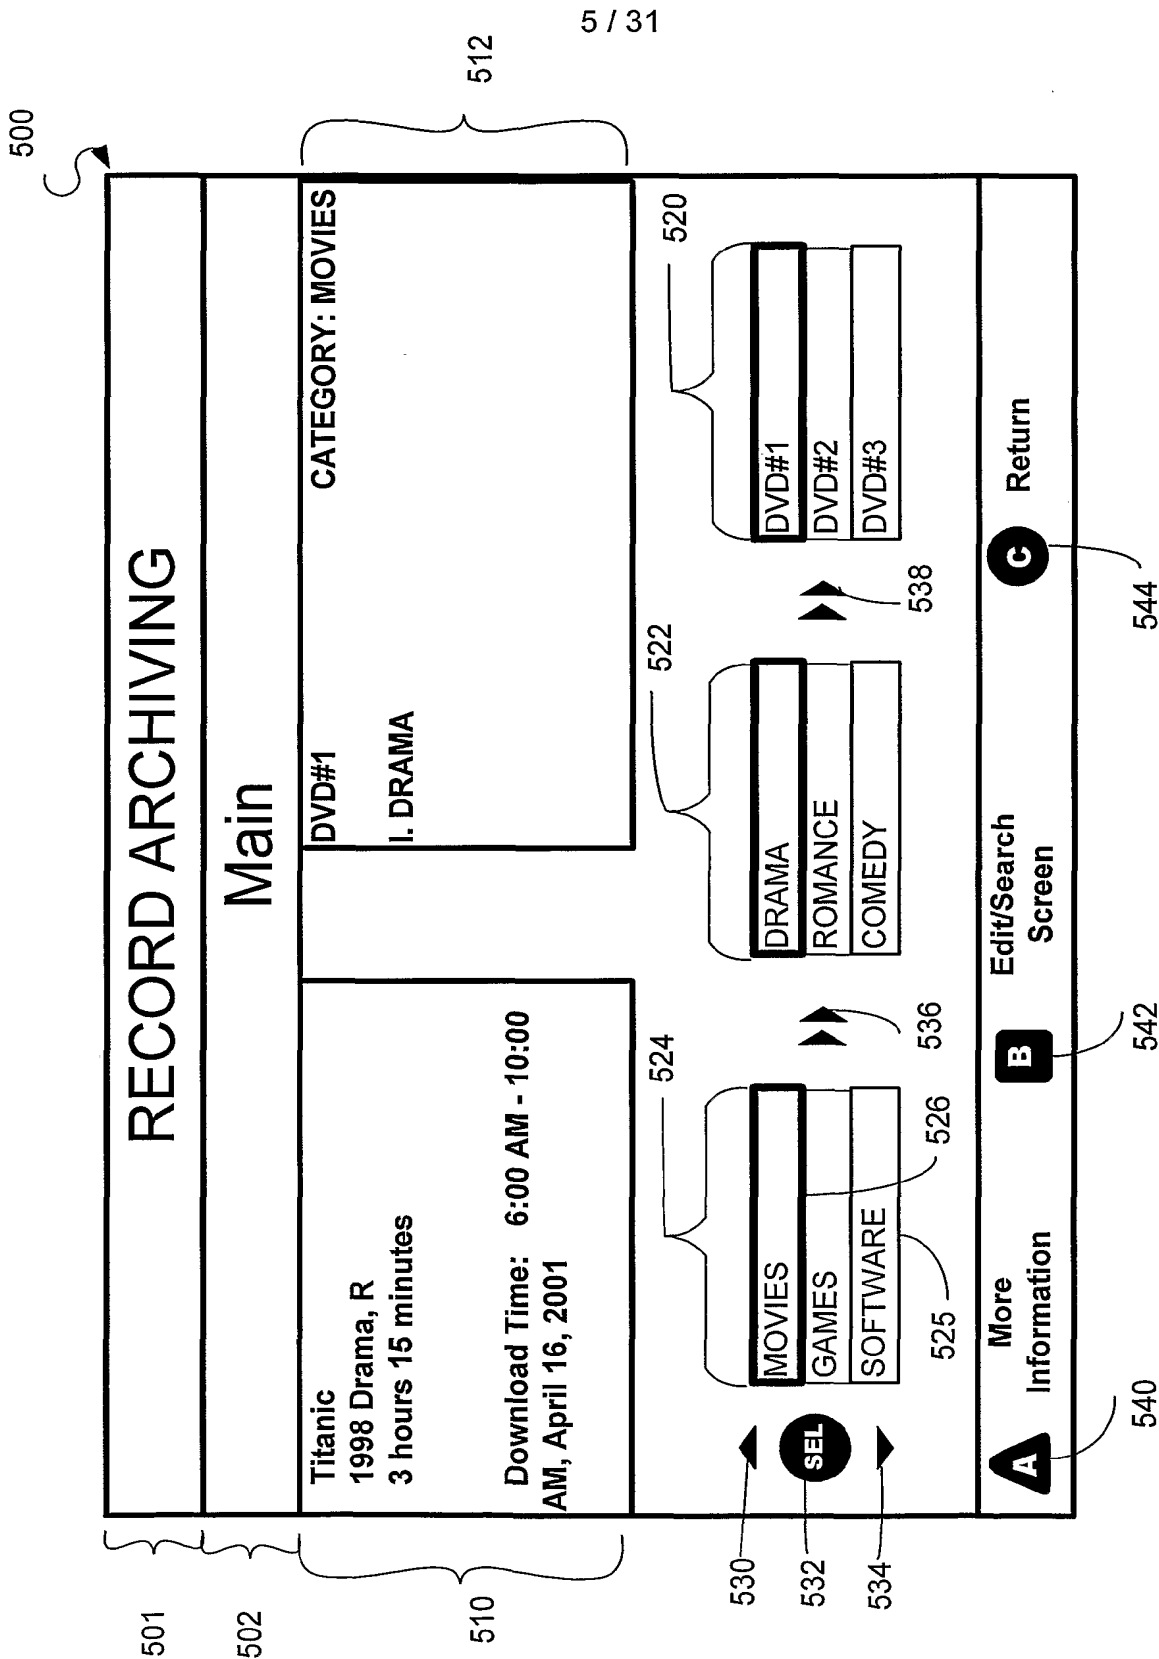 5 / 31
500
RECORD ARCHIVING
501
Main
502
Titanic
1998 Drama, R
3 hours 15 minutes
Download Time: 6:00 AM - 10:00
AM, April 16, 2001
510
DVD#1 CATEGORY: MOVIES
I. DRAMA
512
524
522
520
530
SEL
532
534
MOVIES
GAMES
SOFTWARE
525
526
536
DRAMA
ROMANCE
COMEDY
538
DVD#1
DVD#2
DVD#3
A
More
Information
540
B
Edit/Search
Screen
542
C
Return
544